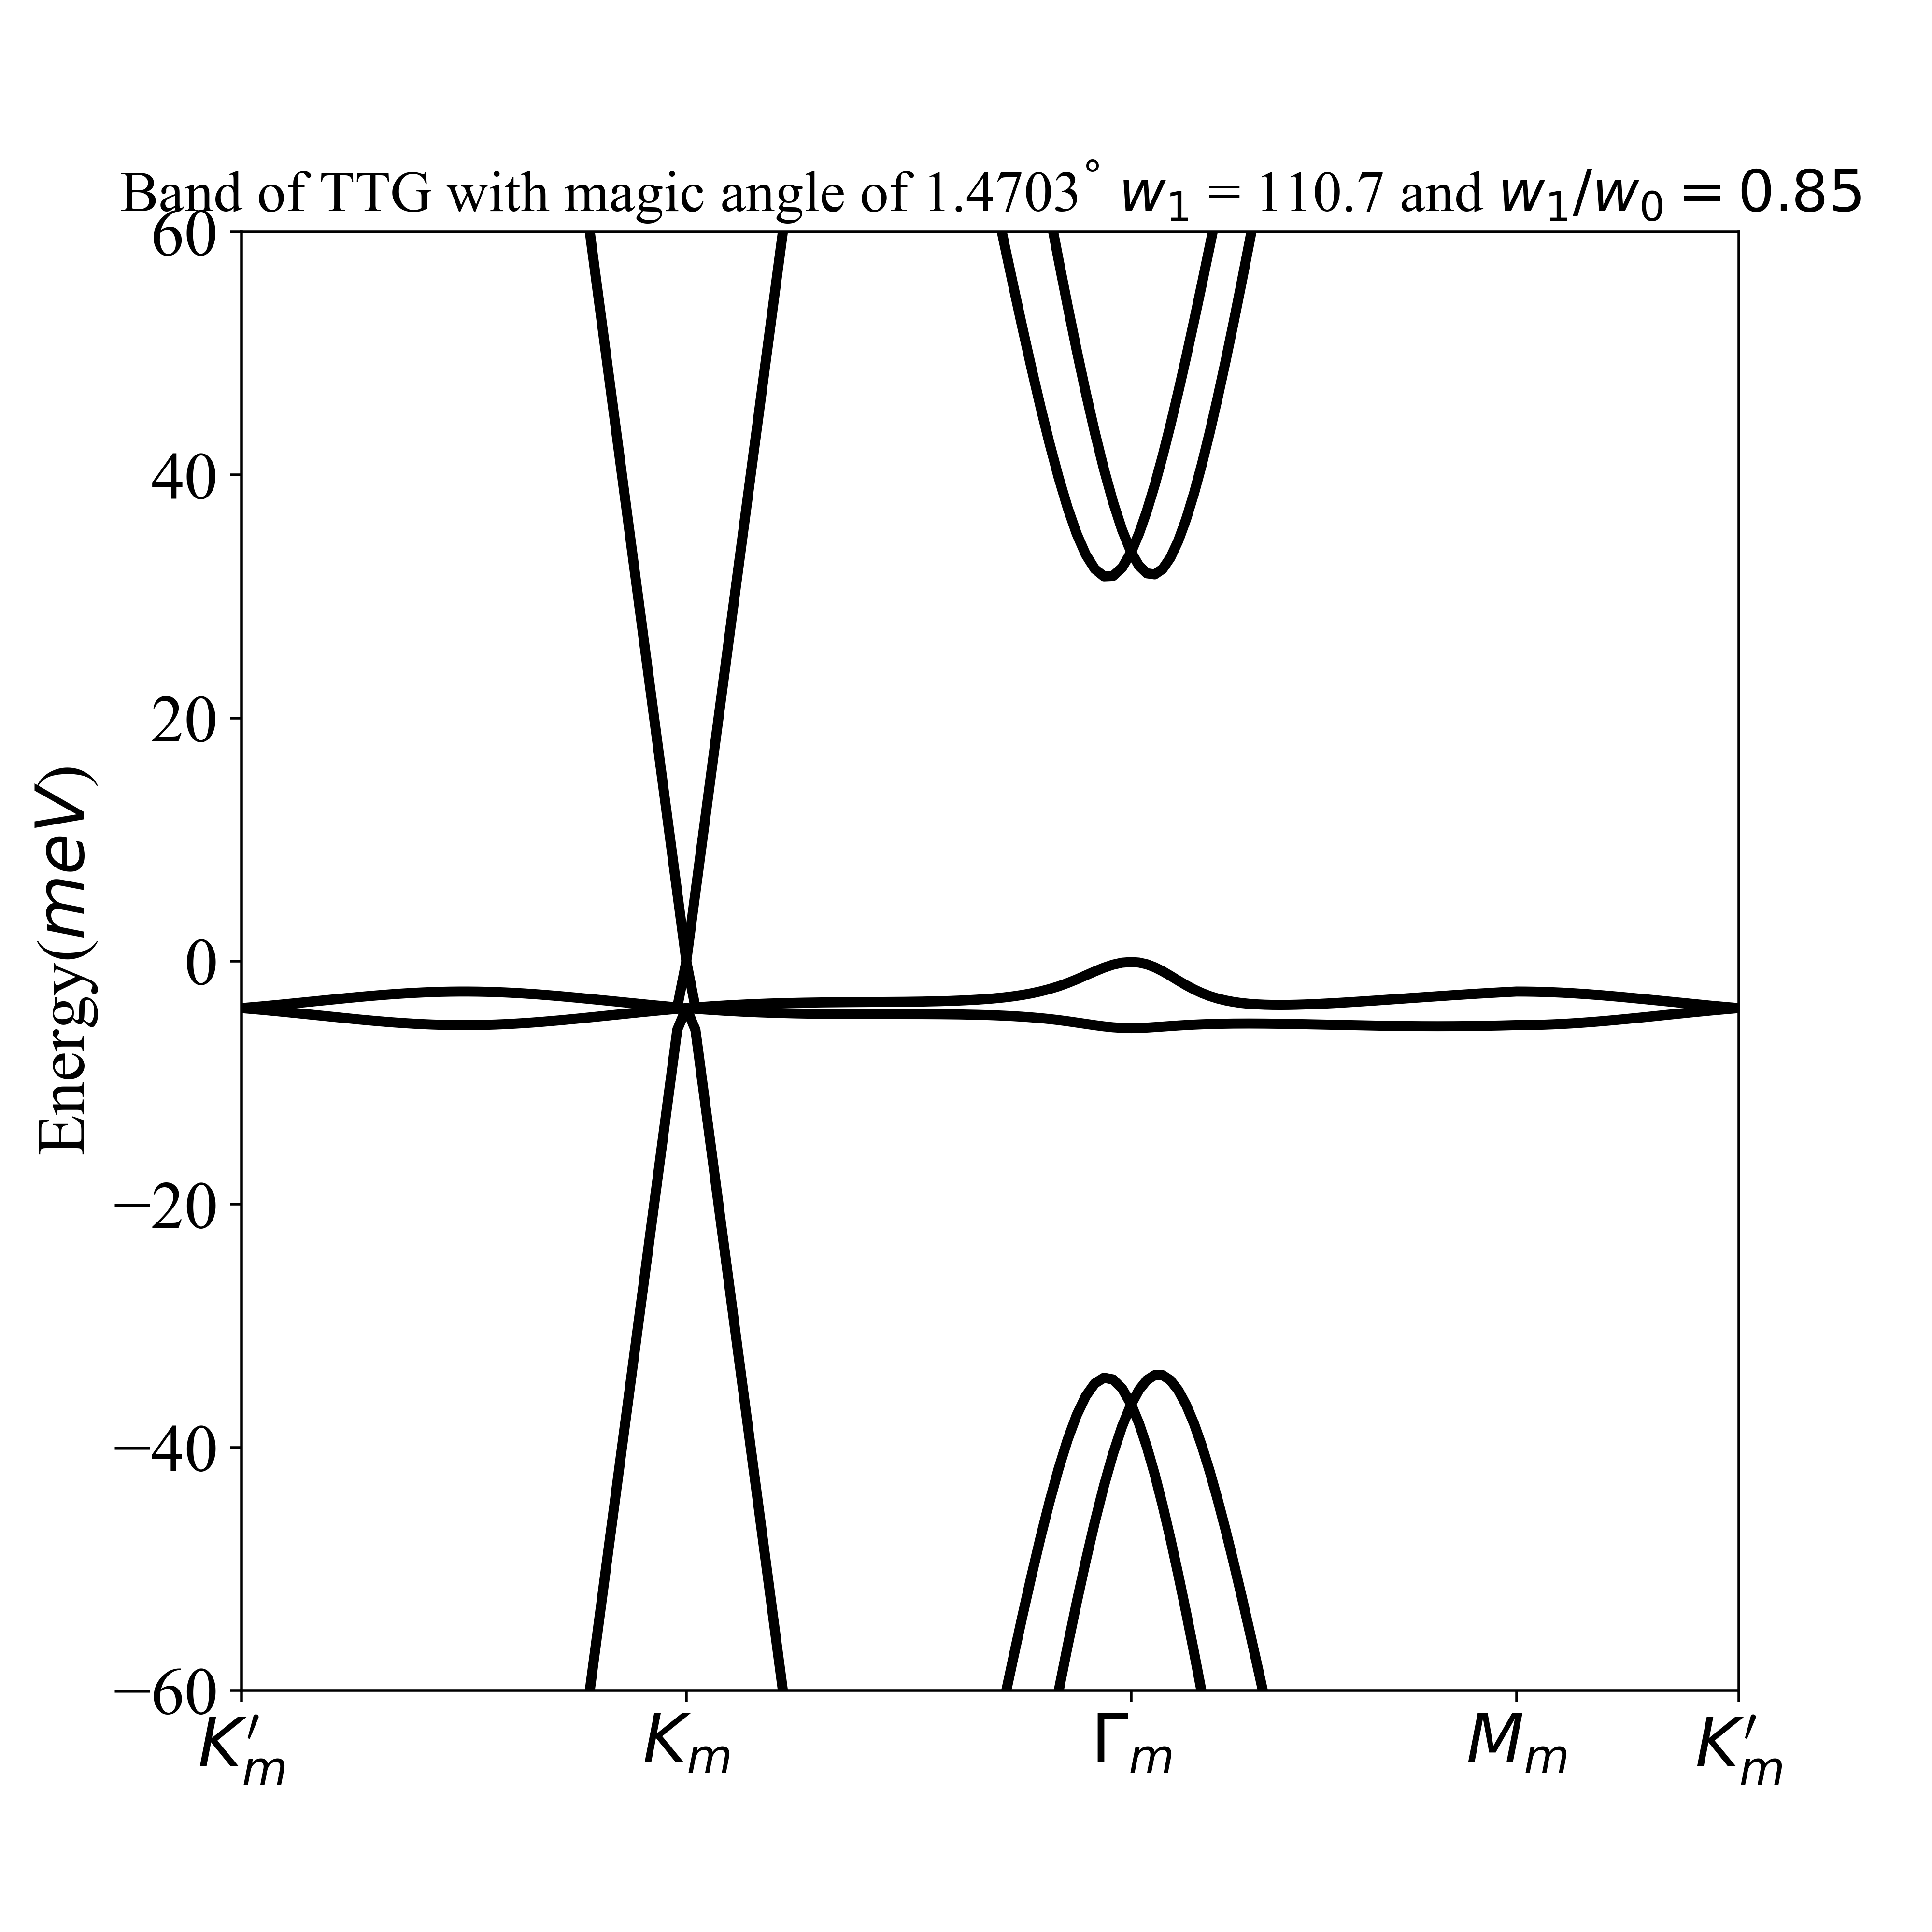 Band of TTG with magic angle of 1.4703° w₁ = 110.7 and w₁/w₀ = 0.85
60
40
20
0
−20
−40
−60
Energy(meV)
K′ₘ
Kₘ
Γₘ
Mₘ
K′ₘ